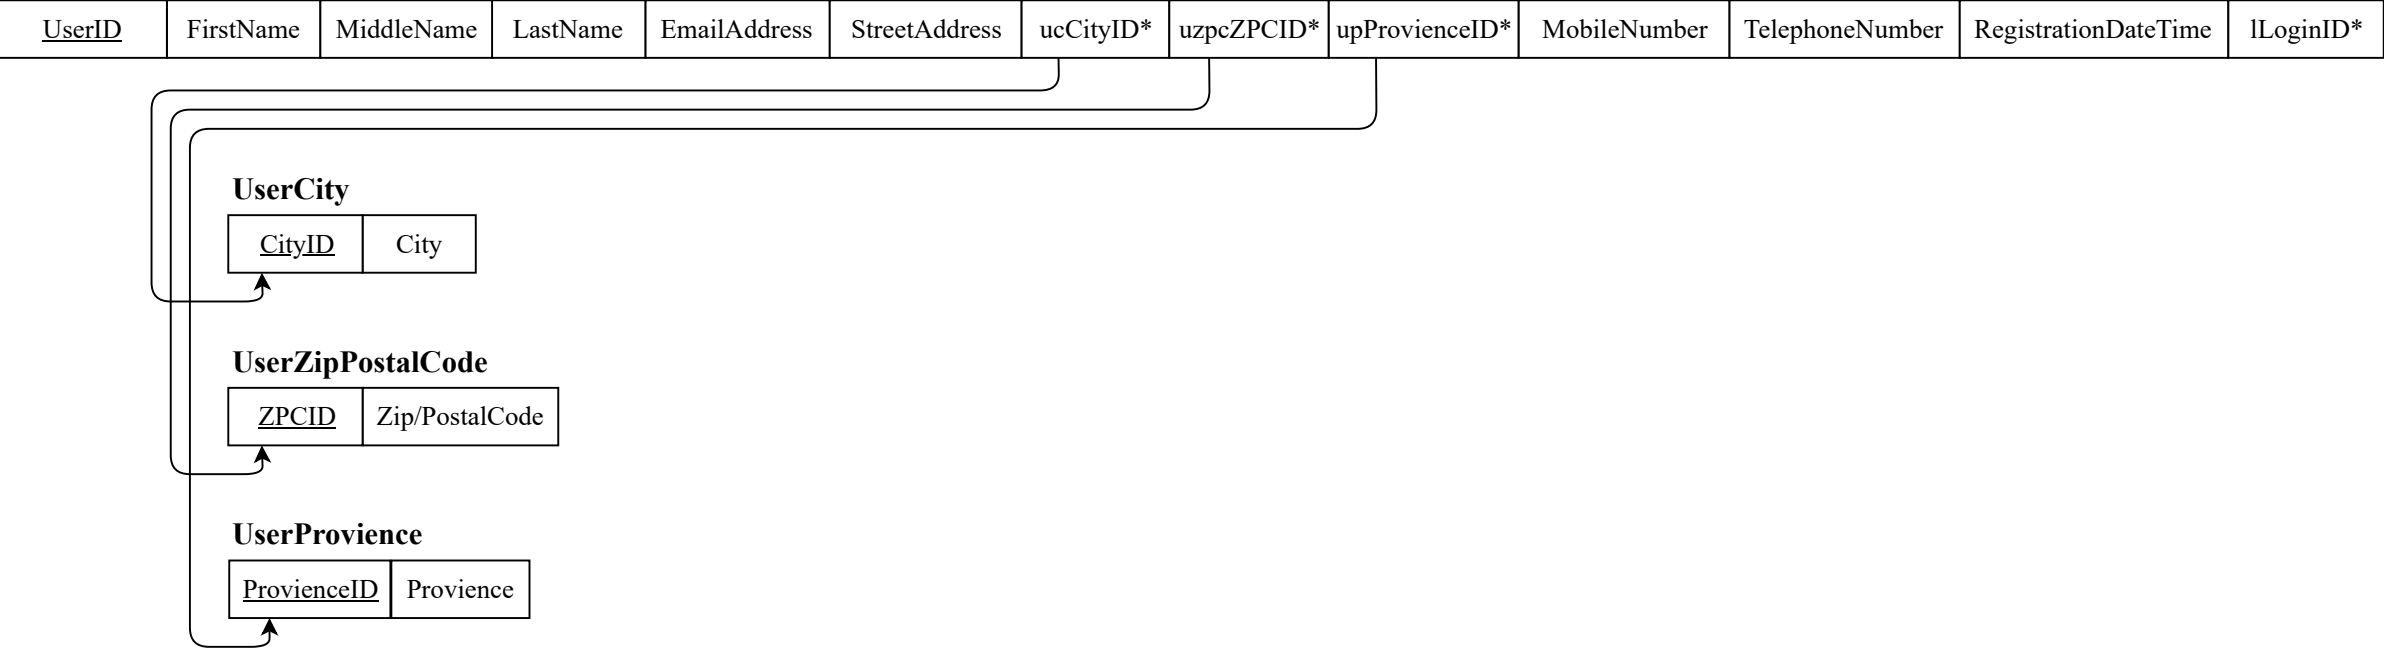 UserID FirstName MiddleName LastName EmailAddress StreetAddress ucCityID* uzpcZPCID* upProvienceID* MobileNumber TelephoneNumber RegistrationDateTime lLoginID*
UserCity
CityID City
UserZipPostalCode
ZPCID Zip/PostalCode
UserProvience
ProvienceID Provience